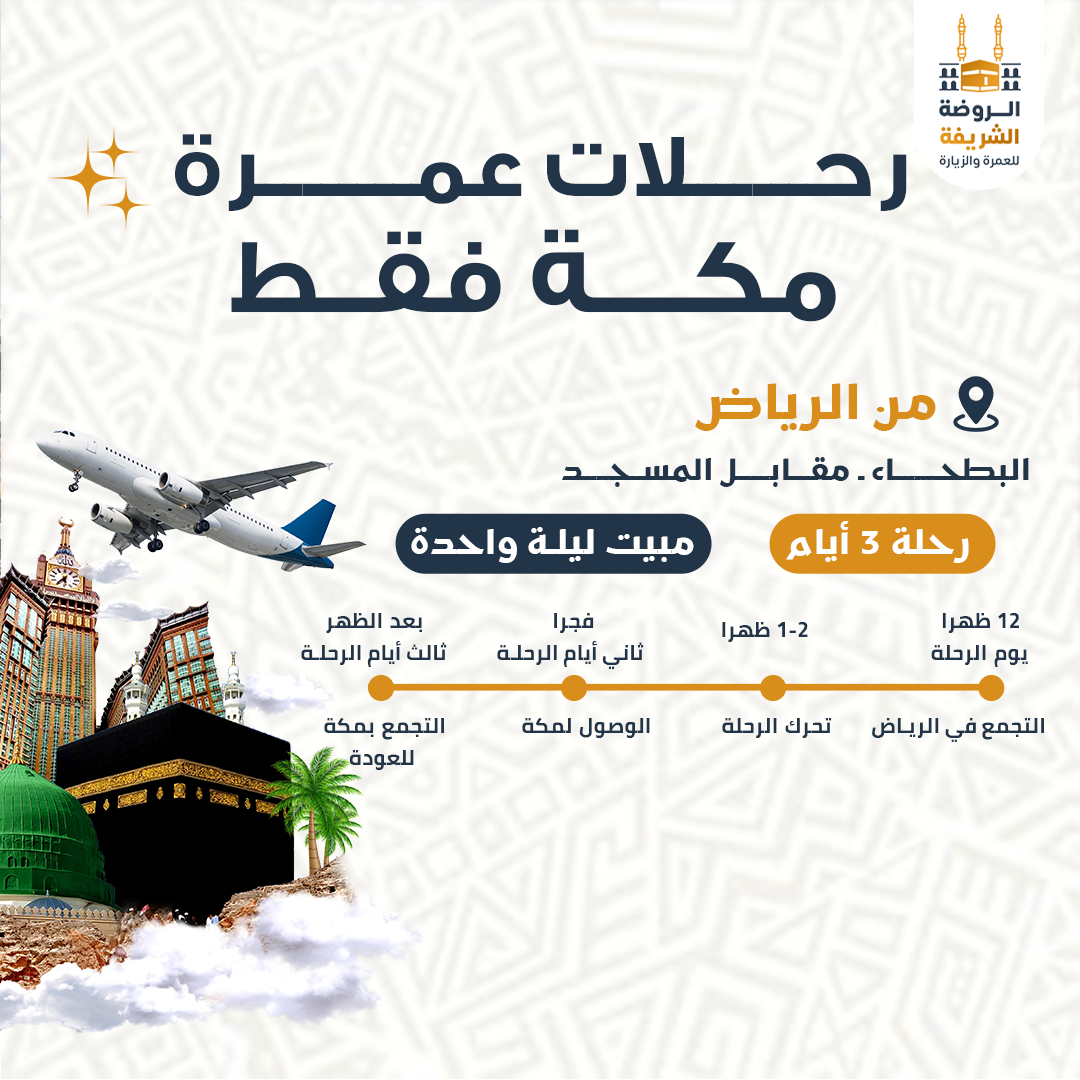 الروضة
الشريفة
للعمرة والزيارة
رحلات عمرة
مكة فقط
من الرياض
البطحاء - مقابل المسجد
رحلة 3 أيام
مبيت ليلة واحدة
12 ظهرا
يوم الرحلة
التجمع في الرياض
1-2 ظهرا
تحرك الرحلة
فجرا
ثاني أيام الرحلة
الوصول لمكة
بعد الظهر
ثالث أيام الرحلة
التجمع بمكة
للعودة